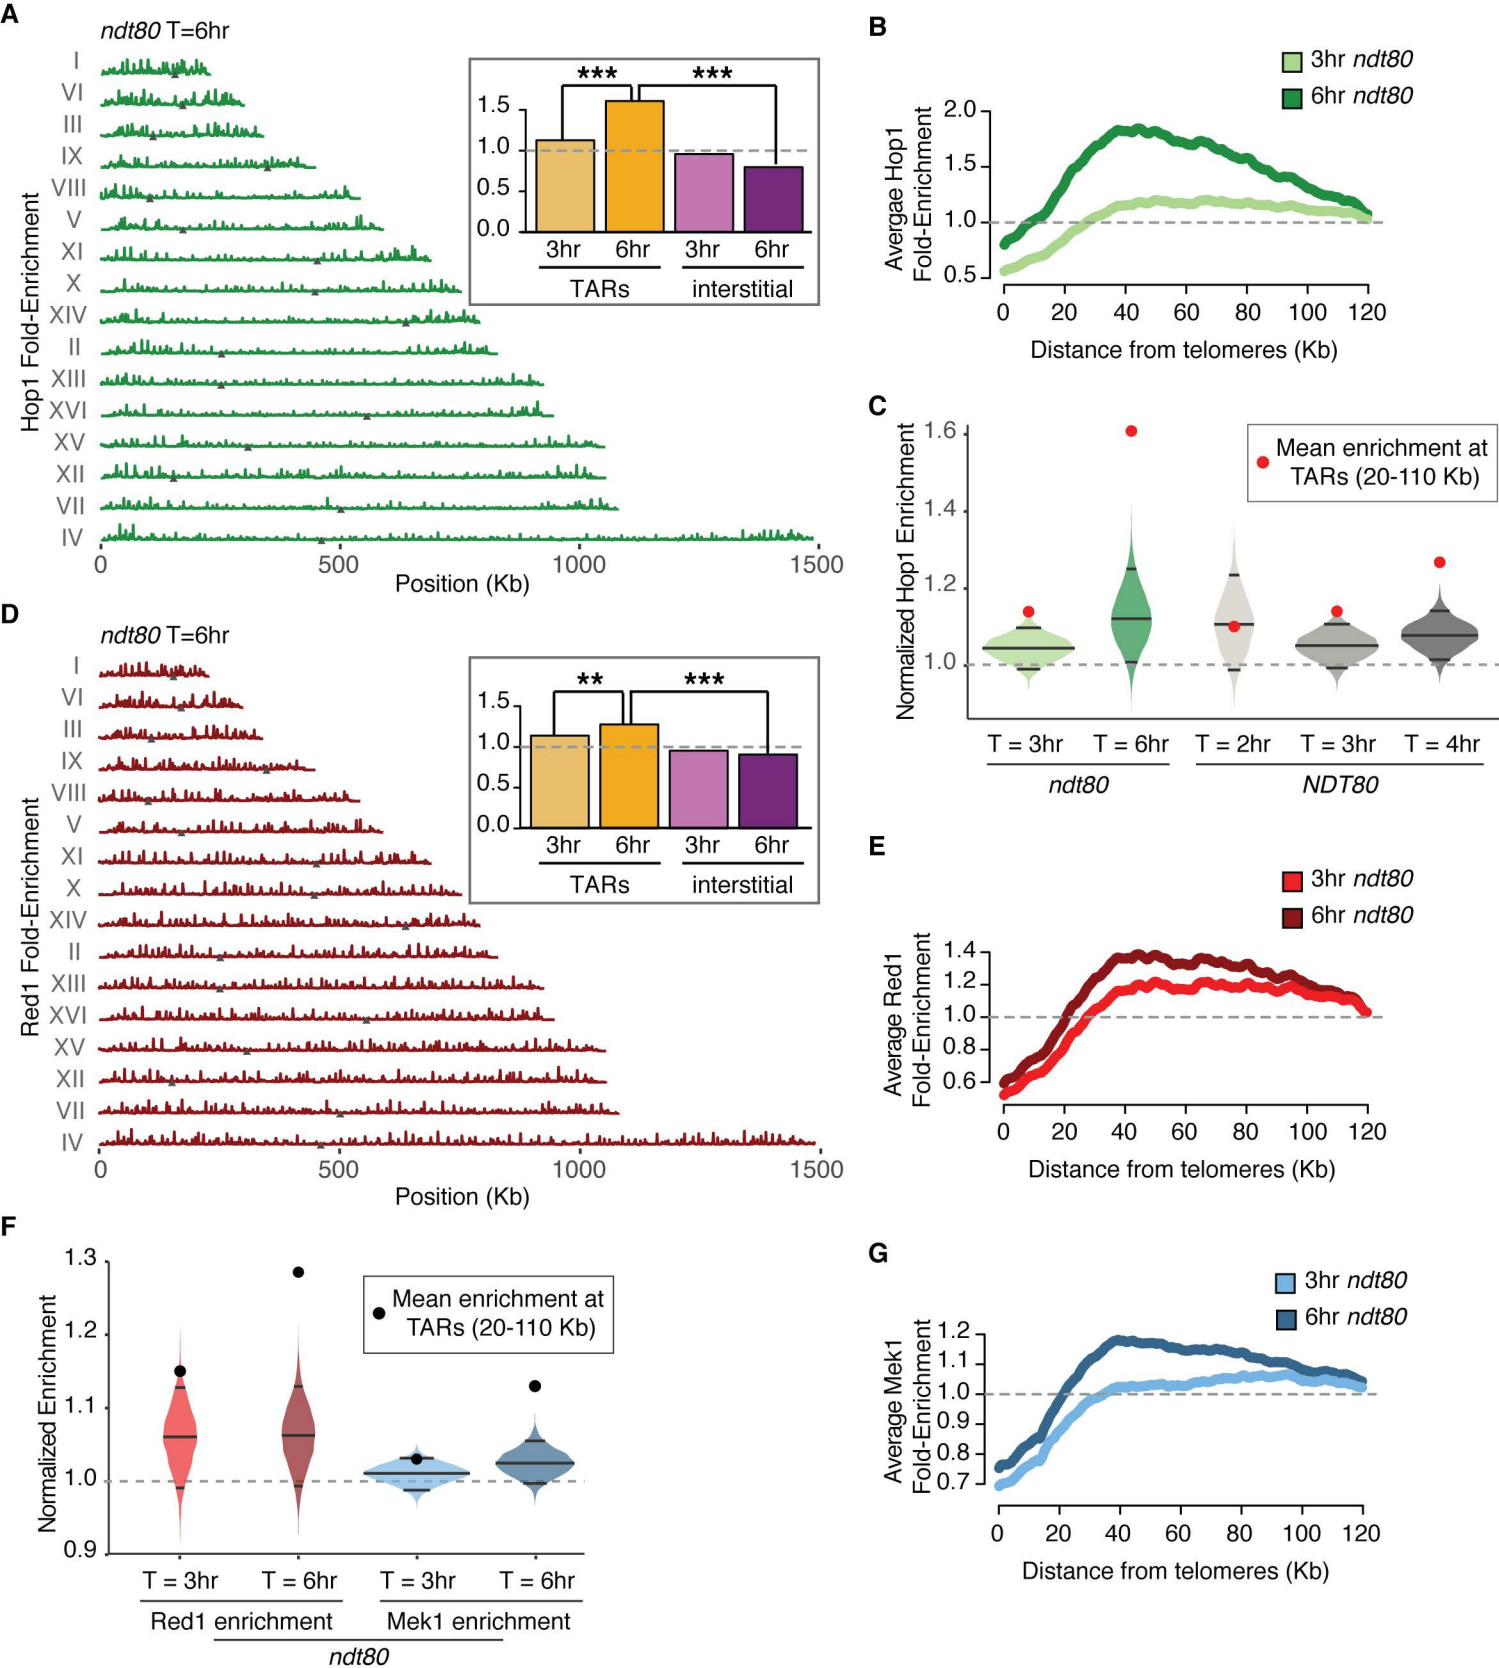 A
ndt80 T=6hr
Hop1 Fold-Enrichment
I
VI
III
IX
VIII
V
XI
X
XIV
II
XIII
XVI
XV
XII
VII
IV
0
500
1000
1500
Position (Kb)
*** ***
1.5
1.0
0.5
0.0
3hr 6hr 3hr 6hr
TARs interstitial
B
3hr ndt80
6hr ndt80
Avergae Hop1
Fold-Enrichment
2.0
1.5
1.0
0.5
0 20 40 60 80 100 120
Distance from telomeres (Kb)
C
Normalized Hop1 Enrichment
1.6
1.4
1.2
1.0
Mean enrichment at
TARs (20-110 Kb)
T = 3hr T = 6hr T = 2hr T = 3hr T = 4hr
ndt80 NDT80
D
ndt80 T=6hr
Red1 Fold-Enrichment
I
VI
III
IX
VIII
V
XI
X
XIV
II
XIII
XVI
XV
XII
VII
IV
0 500 1000 1500
Position (Kb)
** ***
1.5
1.0
0.5
0.0
3hr 6hr 3hr 6hr
TARs interstitial
E
3hr ndt80
6hr ndt80
Average Red1
Fold-Enrichment
1.4
1.2
1.0
0.8
0.6
0 20 40 60 80 100 120
Distance from telomeres (Kb)
F
Normalized Enrichment
1.3
1.2
1.1
1.0
0.9
Mean enrichment at
TARs (20-110 Kb)
T = 3hr T = 6hr T = 3hr T = 6hr
Red1 enrichment Mek1 enrichment
ndt80
G
3hr ndt80
6hr ndt80
Average Mek1
Fold-Enrichment
1.2
1.1
1.0
0.9
0.8
0.7
0 20 40 60 80 100 120
Distance from telomeres (Kb)